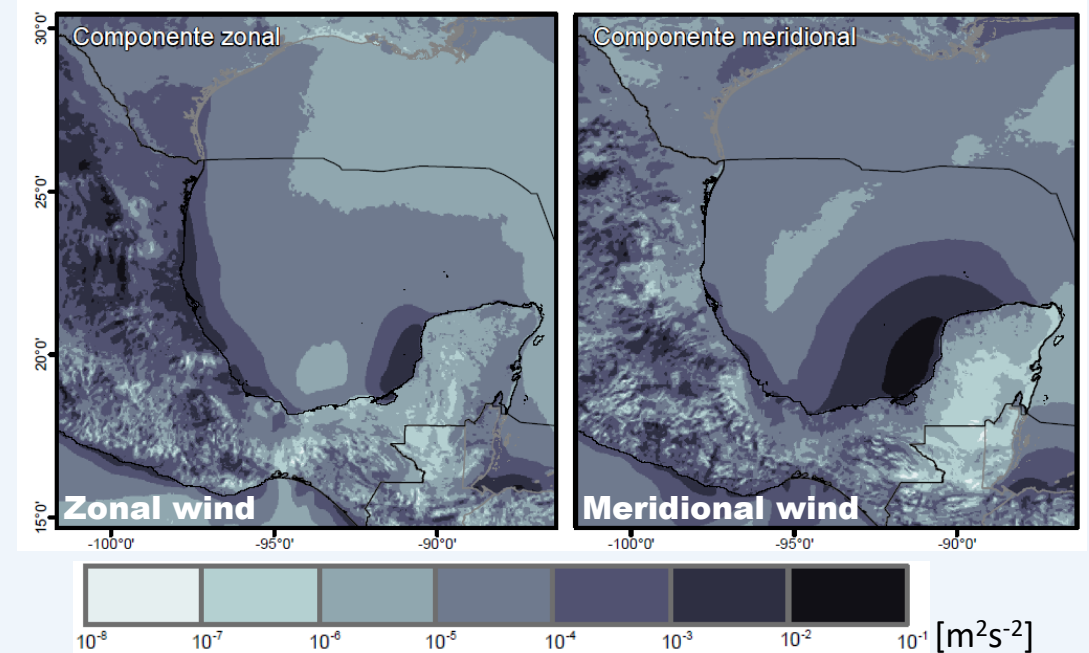 Componente zonal
Componente meridional
30°0'
25°0'
20°0'
15°0'
Zonal wind
Meridional wind
-100°0' -95°0' -90°0' -100°0' -95°0' -90°0'
10⁻⁸ 10⁻⁷ 10⁻⁶ 10⁻⁵ 10⁻⁴ 10⁻³ 10⁻² 10⁻¹ [m²s⁻²]